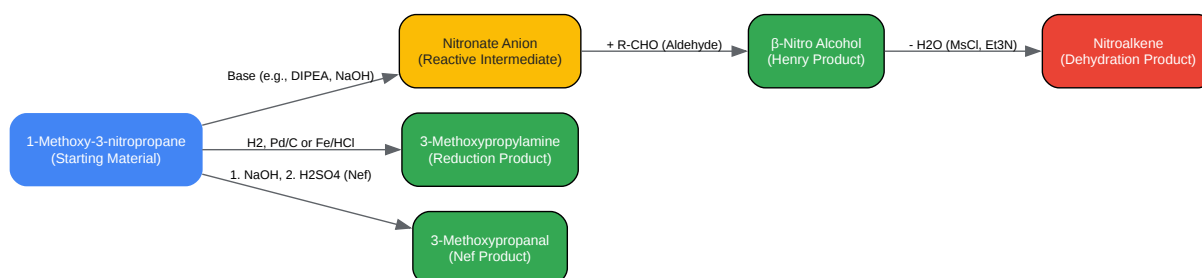 Nitronate Anion
(Reactive Intermediate)
+ R-CHO (Aldehyde)
β-Nitro Alcohol
(Henry Product)
- H2O (MsCl, Et3N)
Nitroalkene
(Dehydration Product)
Base (e.g., DIPEA, NaOH)
1-Methoxy-3-nitropropane
(Starting Material)
H2, Pd/C or Fe/HCl
3-Methoxypropylamine
(Reduction Product)
1. NaOH, 2. H2SO4 (Nef)
3-Methoxypropanal
(Nef Product)